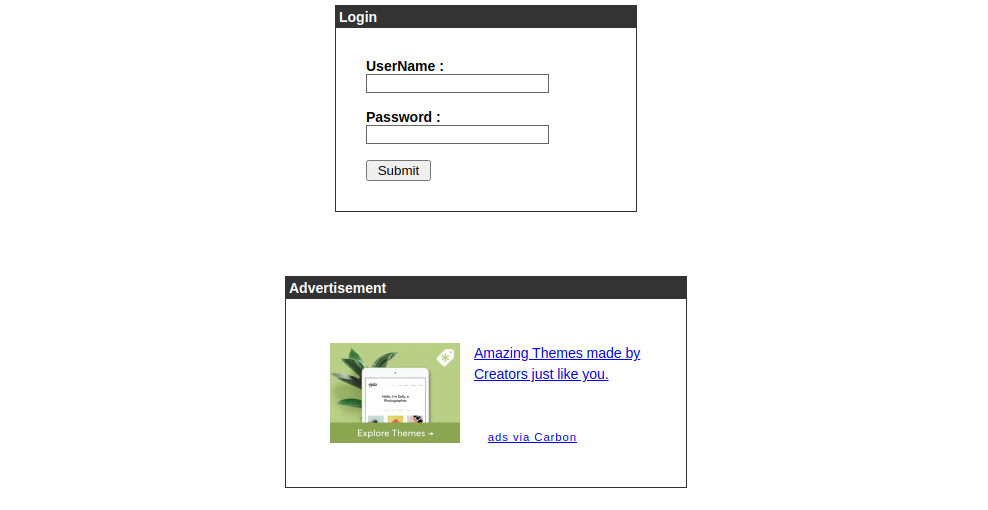 Login
UserName :
Password :
Submit
Advertisement
Amazing Themes made by
Creators just like you.
Hello, I'm Sally, a
Photographer.
Explore Themes →
ads via Carbon